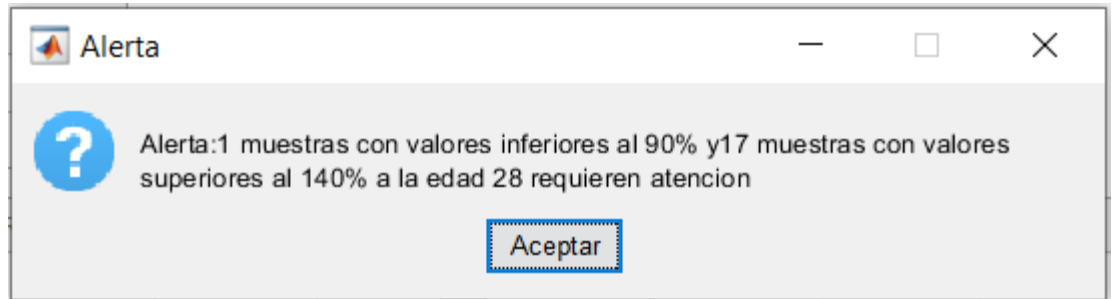 Alerta
Alerta:1 muestras con valores inferiores al 90% y17 muestras con valores
superiores al 140% a la edad 28 requieren atencion
Aceptar